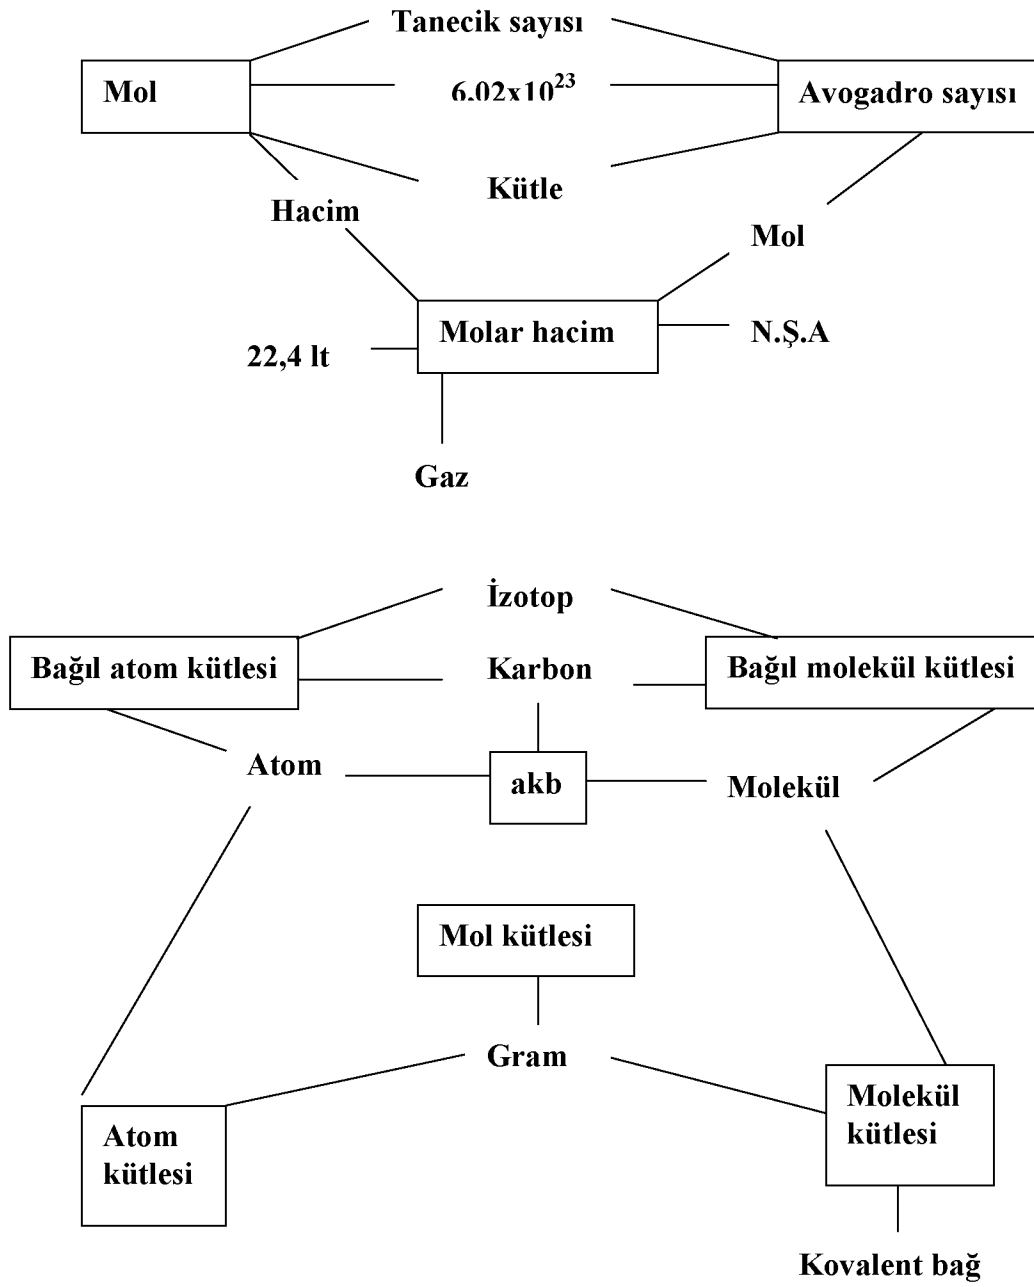 Tanecik sayısı
Mol
6.02x10²³
Avogadro sayısı
Kütle
Hacim
Mol
Molar hacim
N.Ş.A
22,4 lt
Gaz
İzotop
Bağıl atom kütlesi
Karbon
Bağıl molekül kütlesi
Atom
akb
Molekül
Mol kütlesi
Gram
Molekül
kütlesi
Atom
kütlesi
Kovalent bağ